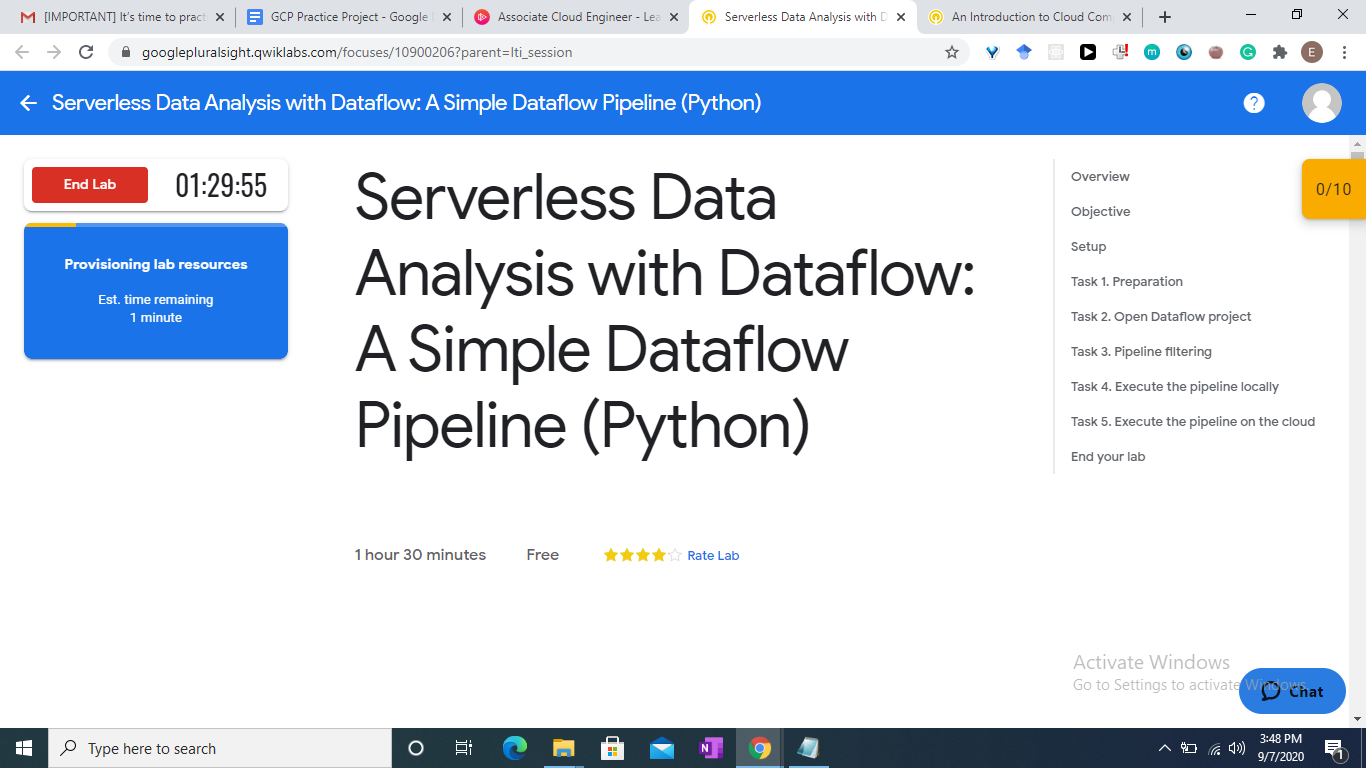 [IMPORTANT] It's time to pract
GCP Practice Project - Google
Associate Cloud Engineer - Lea
Serverless Data Analysis with D
An Introduction to Cloud Com
googlepluralsight.qwiklabs.com/focuses/10900206?parent=lti_session
E
Serverless Data Analysis with Dataflow: A Simple Dataflow Pipeline (Python)
?
End Lab
01:29:55
Provisioning lab resources
Est. time remaining
1 minute
Serverless Data
Analysis with Dataflow:
A Simple Dataflow
Pipeline (Python)
1 hour 30 minutes
Free
Rate Lab
Overview
Objective
Setup
Task 1. Preparation
Task 2. Open Dataflow project
Task 3. Pipeline filtering
Task 4. Execute the pipeline locally
Task 5. Execute the pipeline on the cloud
End your lab
0/10
Activate Windows
Go to Settings to activate Windows.
Chat
Type here to search
3:48 PM
9/7/2020
1